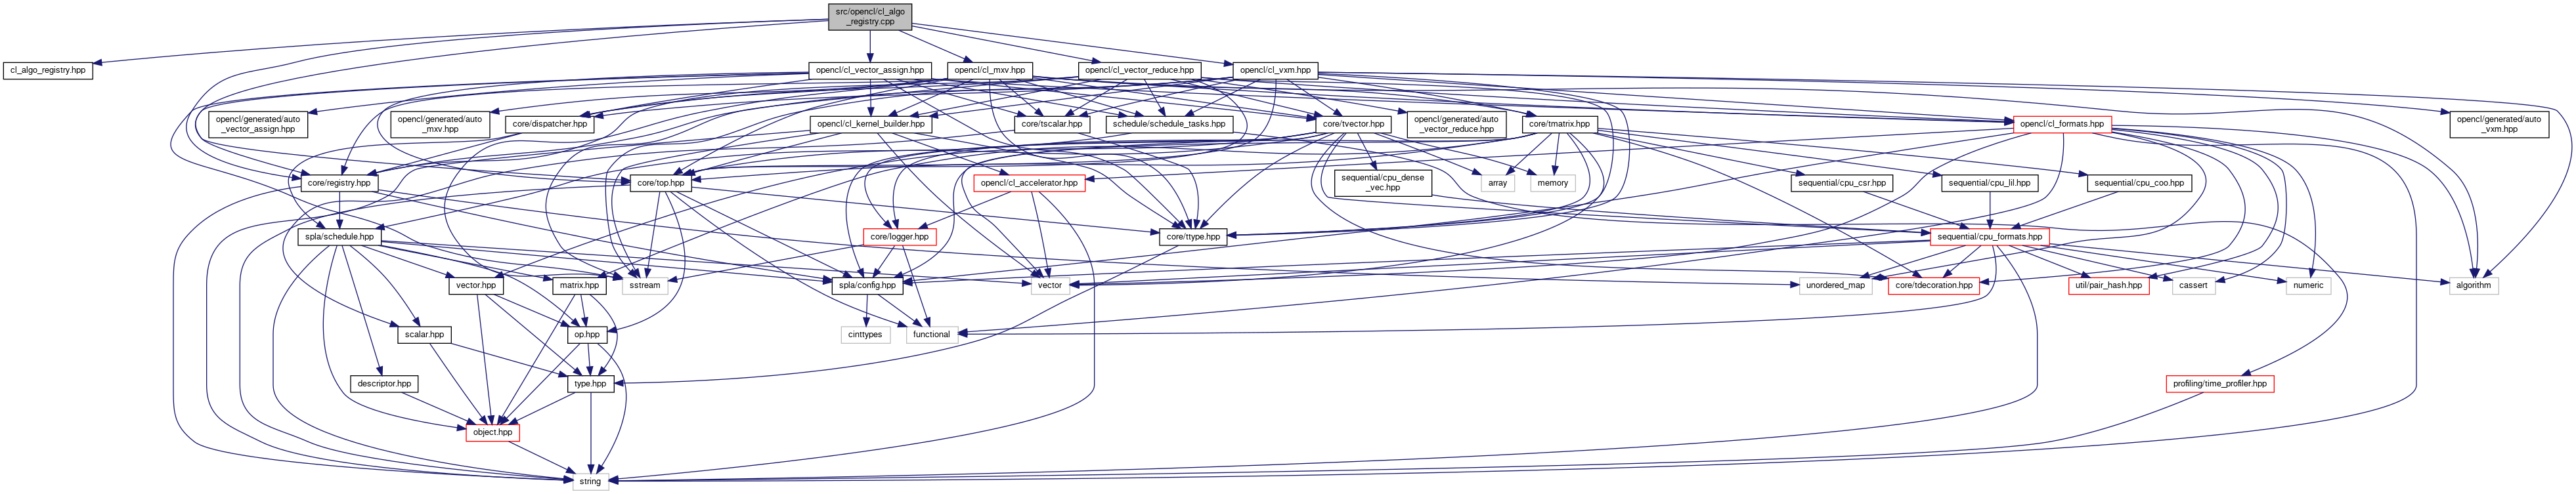 src/opencl/cl_algo
_registry.cpp
cl_algo_registry.hpp
opencl/cl_vector_assign.hpp
opencl/cl_mxv.hpp
opencl/cl_vector_reduce.hpp
opencl/cl_vxm.hpp
opencl/generated/auto
_vector_assign.hpp
opencl/generated/auto
_mxv.hpp
core/dispatcher.hpp
opencl/cl_kernel_builder.hpp
core/tscalar.hpp
schedule/schedule_tasks.hpp
core/tvector.hpp
opencl/generated/auto
_vector_reduce.hpp
core/tmatrix.hpp
opencl/cl_formats.hpp
opencl/generated/auto
_vxm.hpp
core/registry.hpp
core/top.hpp
opencl/cl_accelerator.hpp
sequential/cpu_dense
_vec.hpp
array
memory
sequential/cpu_csr.hpp
sequential/cpu_lil.hpp
sequential/cpu_coo.hpp
spla/schedule.hpp
core/logger.hpp
core/ttype.hpp
sequential/cpu_formats.hpp
vector.hpp
matrix.hpp
sstream
spla/config.hpp
vector
unordered_map
core/tdecoration.hpp
util/pair_hash.hpp
cassert
numeric
algorithm
scalar.hpp
op.hpp
cinttypes
functional
descriptor.hpp
type.hpp
profiling/time_profiler.hpp
object.hpp
string